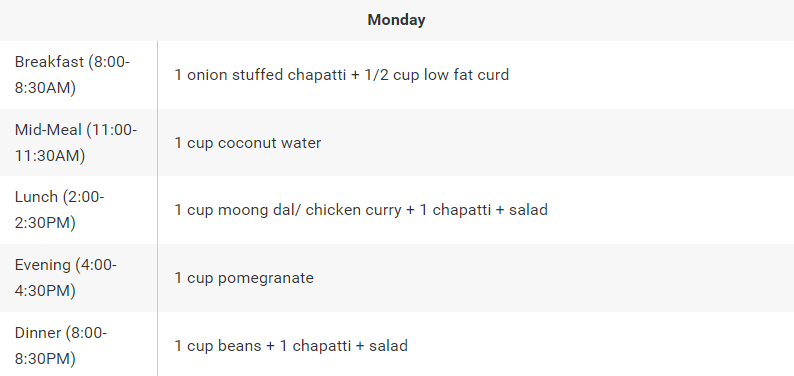 Monday
Breakfast (8:00-
8:30AM)
1 onion stuffed chapatti + 1/2 cup low fat curd
Mid-Meal (11:00-
11:30AM)
1 cup coconut water
Lunch (2:00-
2:30PM)
1 cup moong dal/ chicken curry + 1 chapatti + salad
Evening (4:00-
4:30PM)
1 cup pomegranate
Dinner (8:00-
8:30PM)
1 cup beans + 1 chapatti + salad